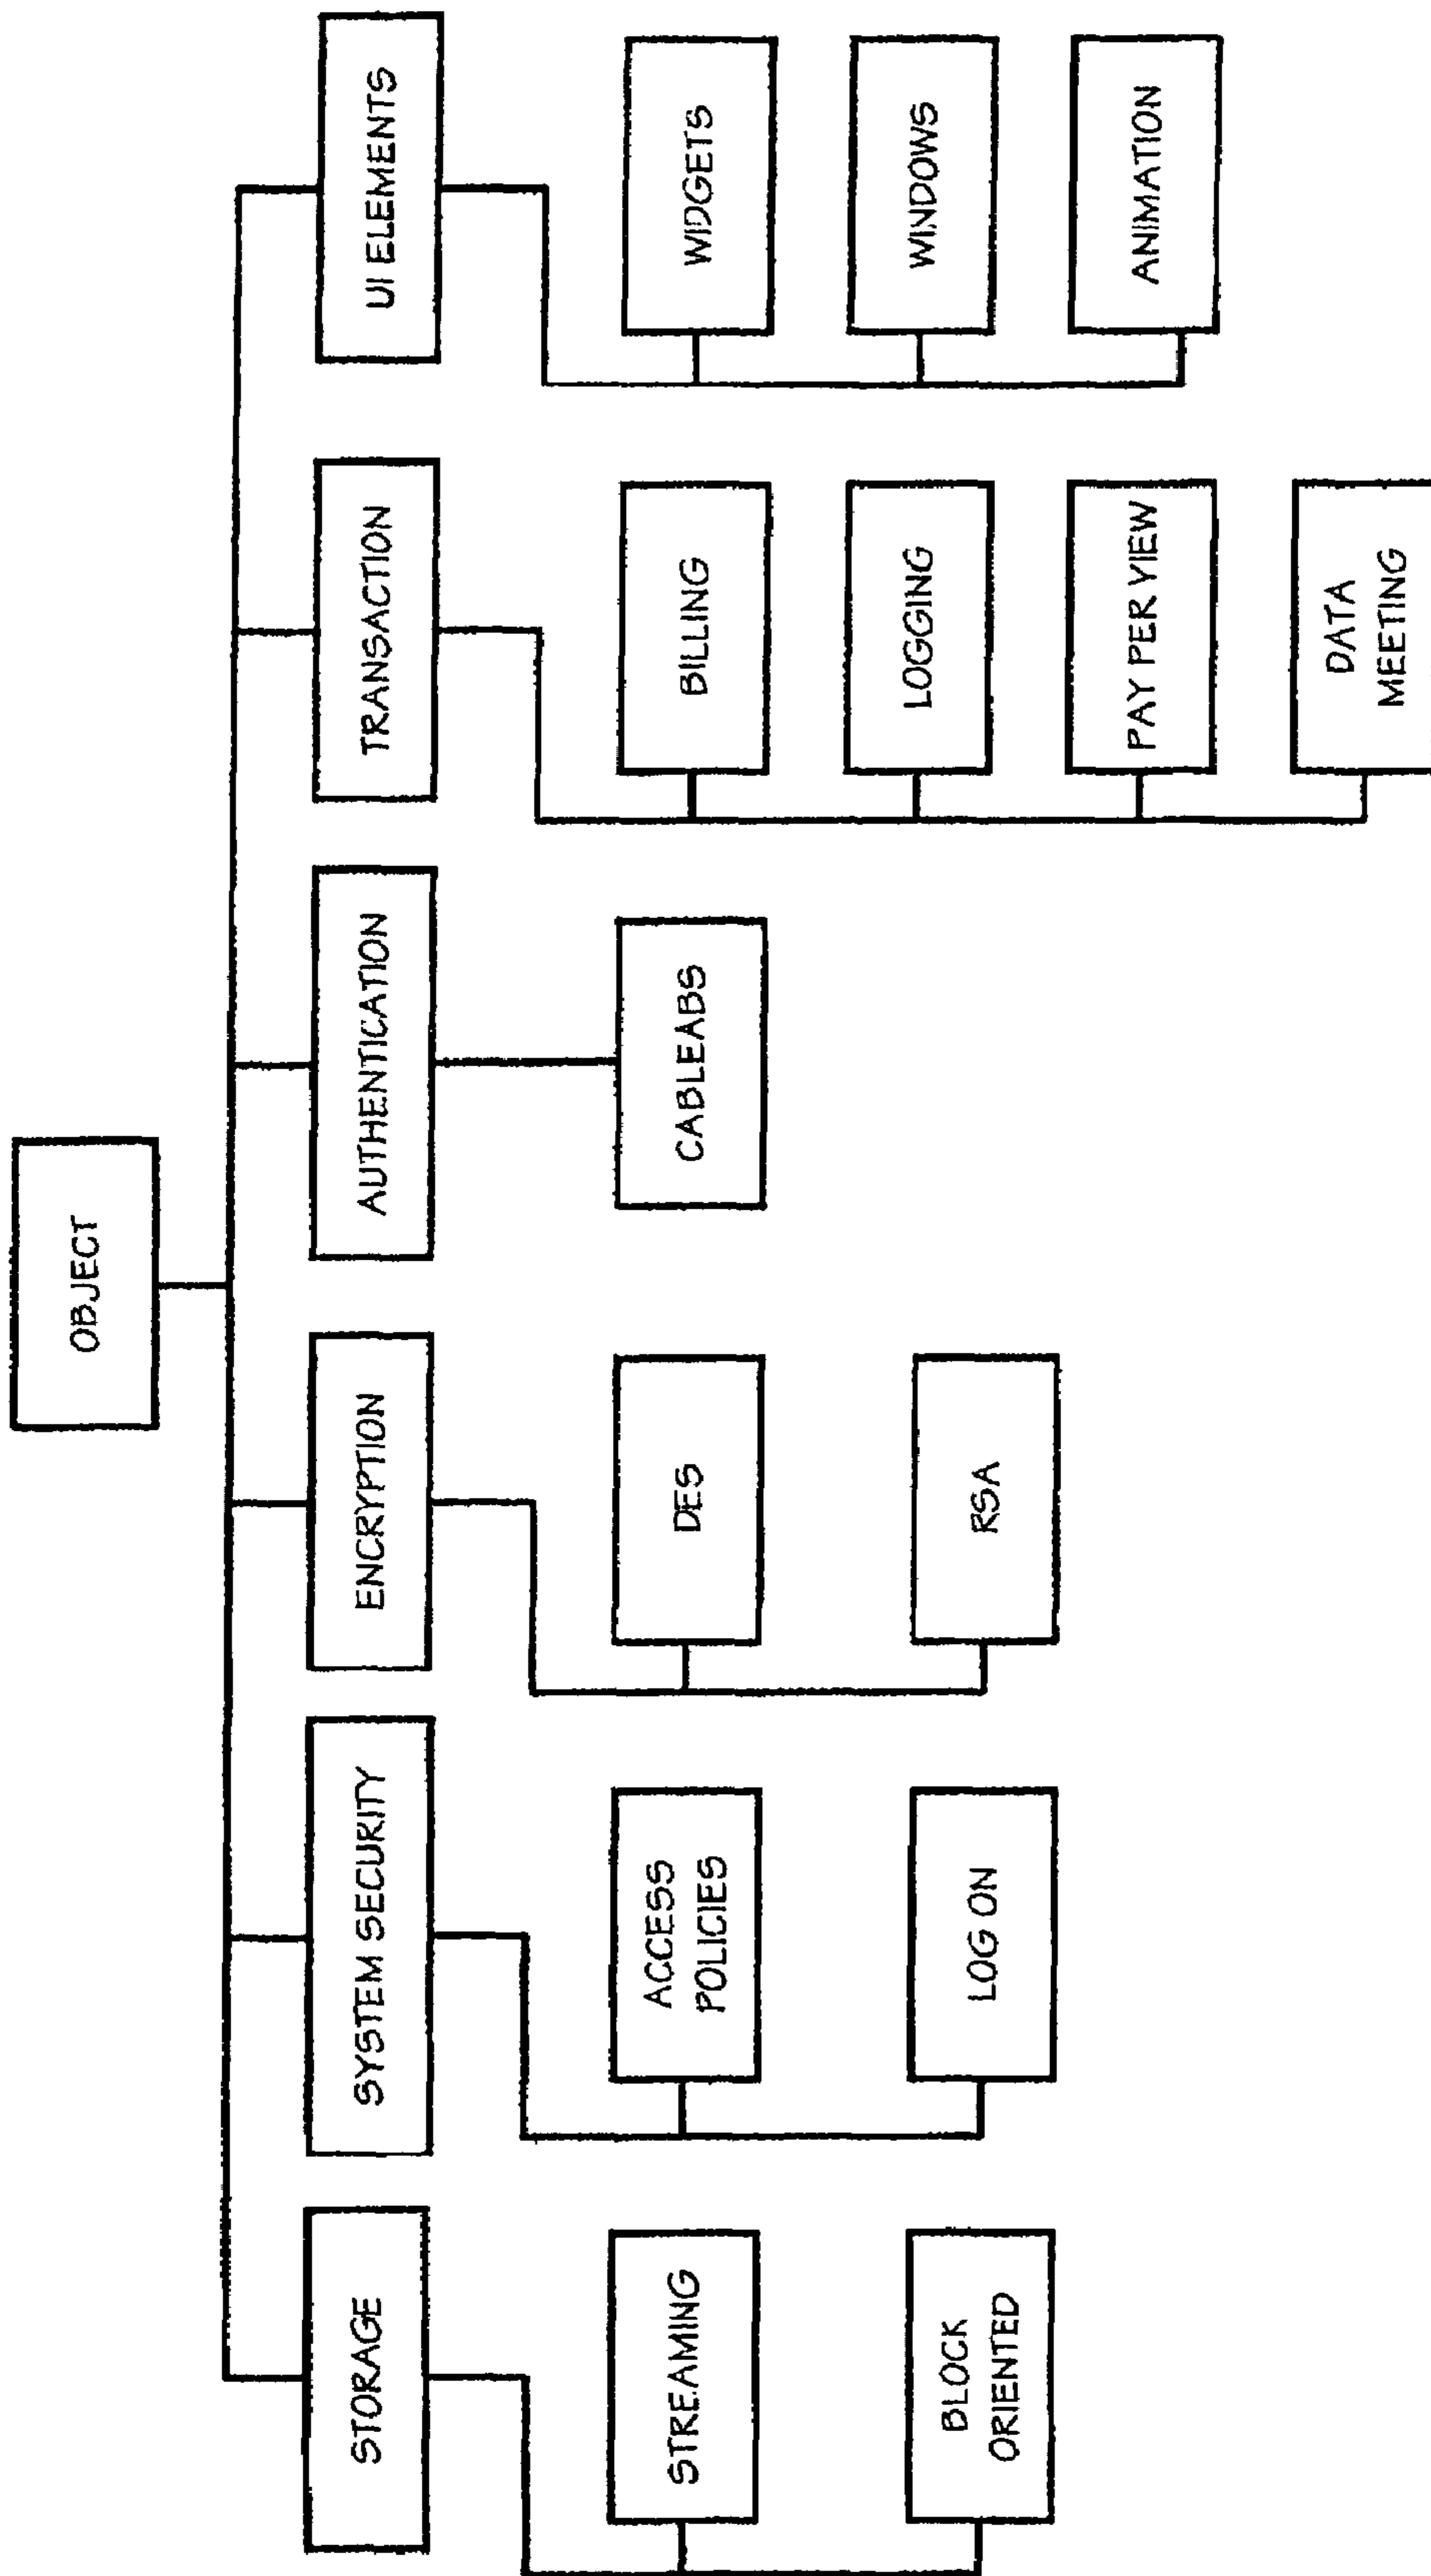 OBJECT
STORAGE
SYSTEM SECURITY
ENCRYPTION
AUTHENTICATION
TRANSACTION
UI ELEMENTS
STREAMING
ACCESS
POLICIES
DES
CABLEABS
BILLING
WIDGETS
BLOCK
ORIENTED
LOG ON
RSA
LOGGING
WINDOWS
PAY PER VIEW
ANIMATION
DATA
MEETING